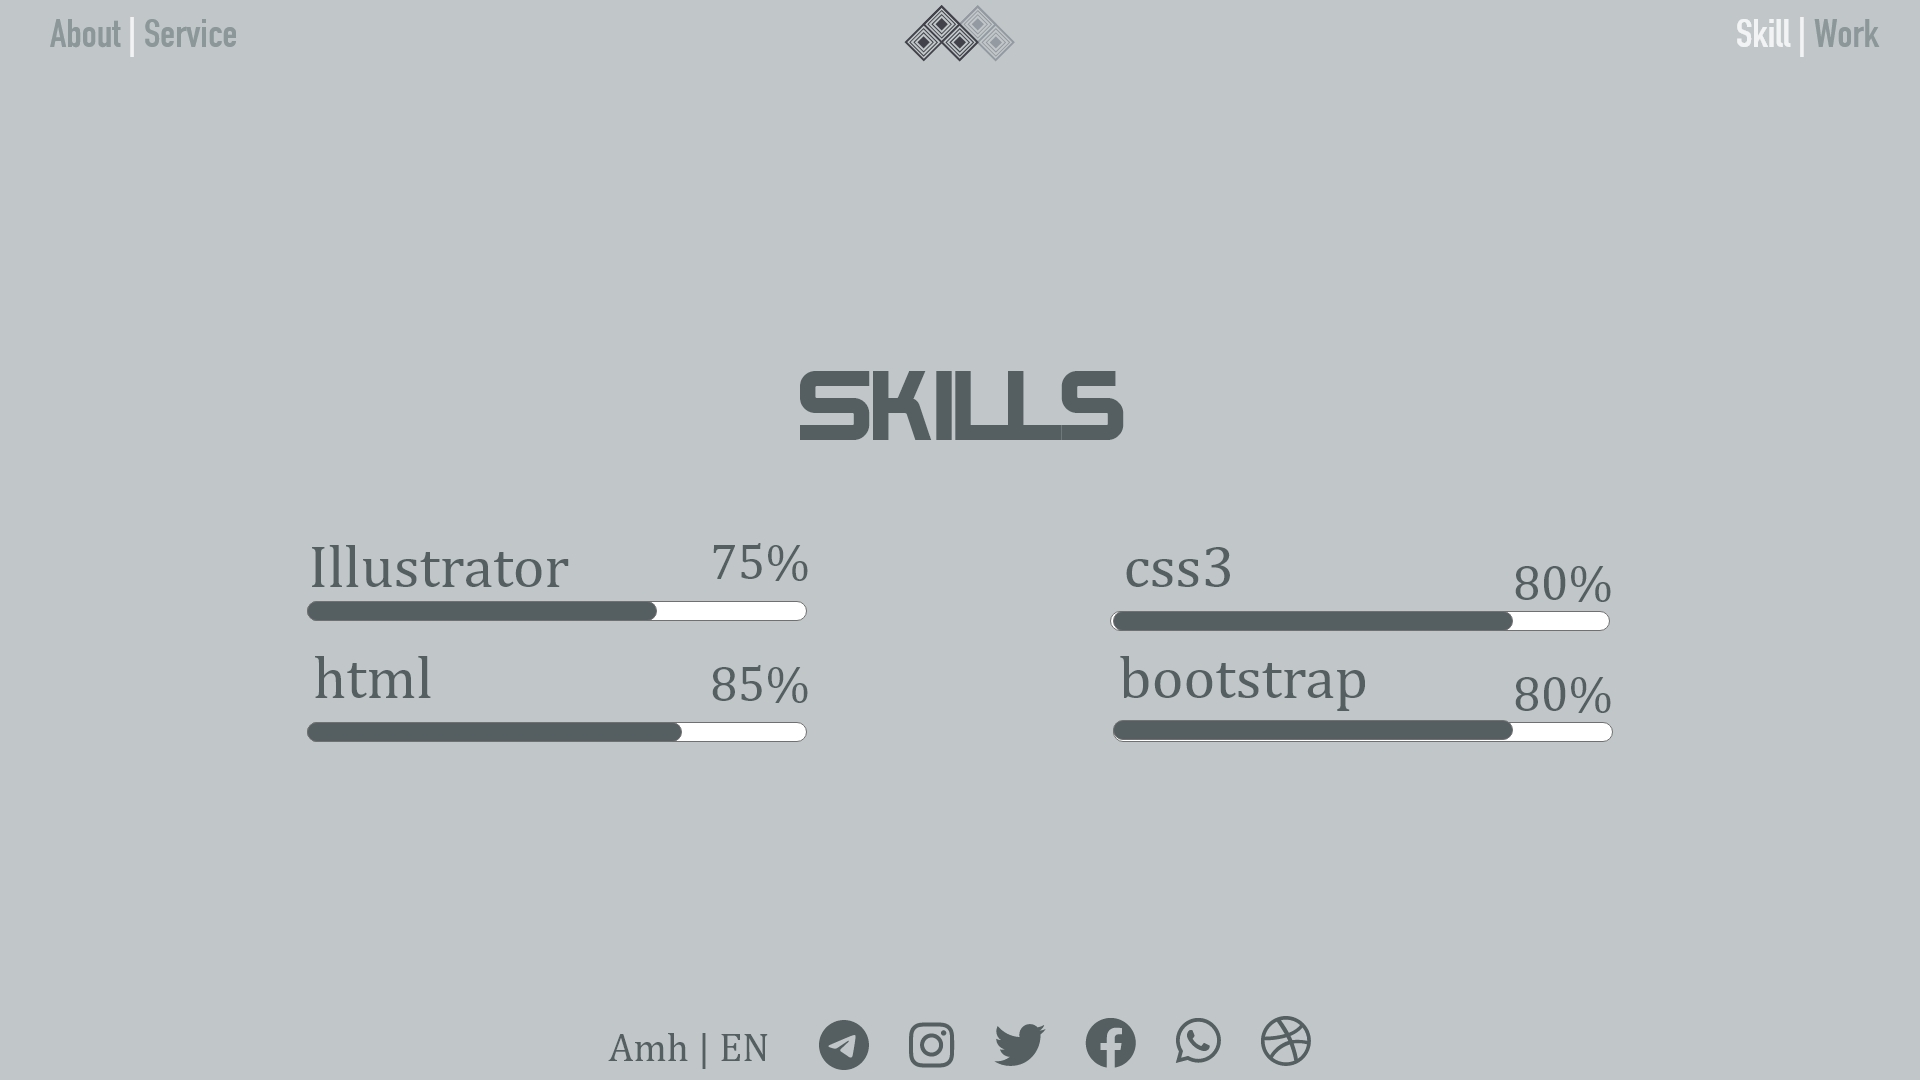 About | Service
Skill | Work
SKILLS
Illustrator 75%
css3 80%
html 85%
bootstrap 80%
Amh | EN